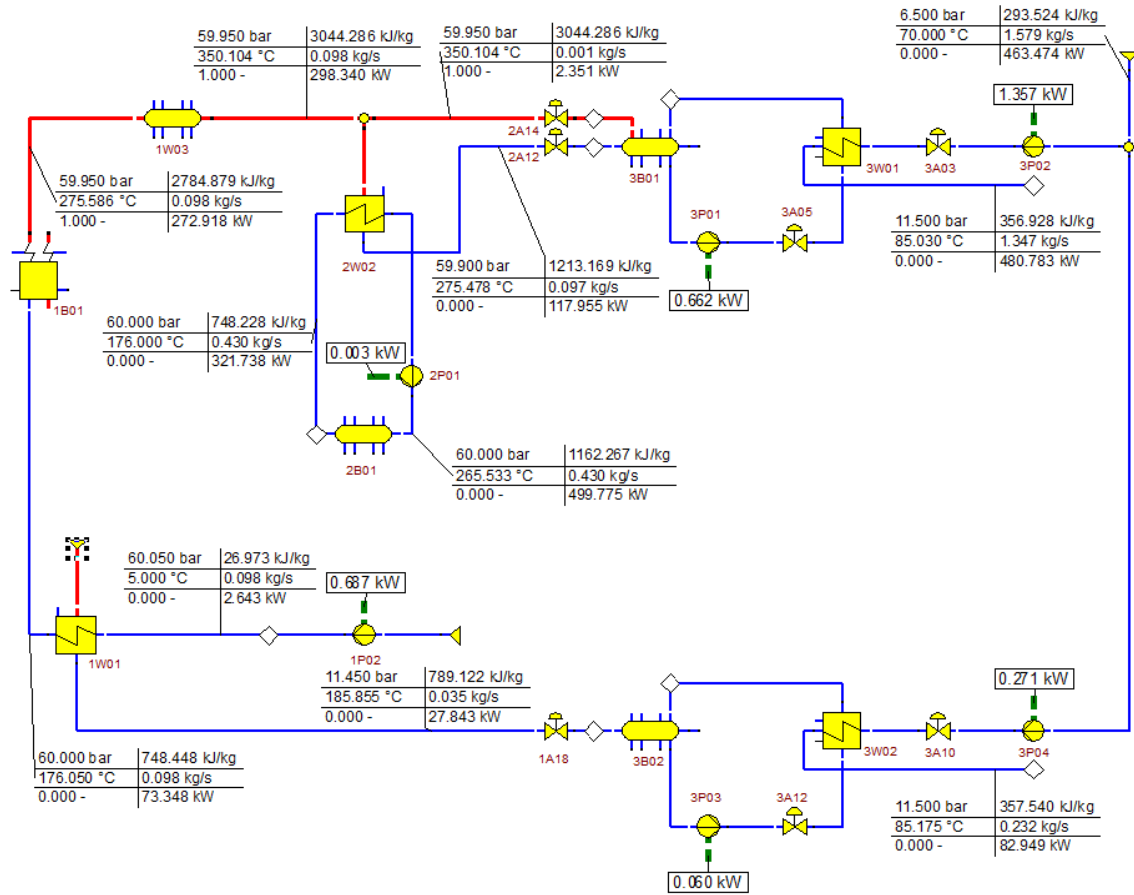 59.950 bar 3044.286 kJ/kg
350.104 °C 0.098 kg/s
1.000 - 298.340 kW
59.950 bar 3044.286 kJ/kg
350.104 °C 0.001 kg/s
1.000 - 2.351 kW
6.500 bar 293.524 kJ/kg
70.000 °C 1.579 kg/s
0.000 - 463.474 kW
1.357 kW
1W03
2A14
2A12
3B01
3W01
3A03
3P02
59.950 bar 2784.879 kJ/kg
275.586 °C 0.098 kg/s
1.000 - 272.918 kW
3P01
3A05
11.500 bar 356.928 kJ/kg
85.030 °C 1.347 kg/s
0.000 - 480.783 kW
2W02
59.900 bar 1213.169 kJ/kg
275.478 °C 0.097 kg/s
0.000 - 117.955 kW
0.662 kW
1B01
60.000 bar 748.228 kJ/kg
176.000 °C 0.430 kg/s
0.000 - 321.738 kW
0.003 kW
2P01
2B01
60.000 bar 1162.267 kJ/kg
265.533 °C 0.430 kg/s
0.000 - 499.775 kW
60.050 bar 26.973 kJ/kg
5.000 °C 0.098 kg/s
0.000 - 2.643 kW
0.687 kW
1W01
1P02
11.450 bar 789.122 kJ/kg
185.855 °C 0.035 kg/s
0.000 - 27.843 kW
0.271 kW
1A18
3B02
3W02
3A10
3P04
60.000 bar 748.448 kJ/kg
176.050 °C 0.098 kg/s
0.000 - 73.348 kW
3P03
3A12
11.500 bar 357.540 kJ/kg
85.175 °C 0.232 kg/s
0.000 - 82.949 kW
0.060 kW